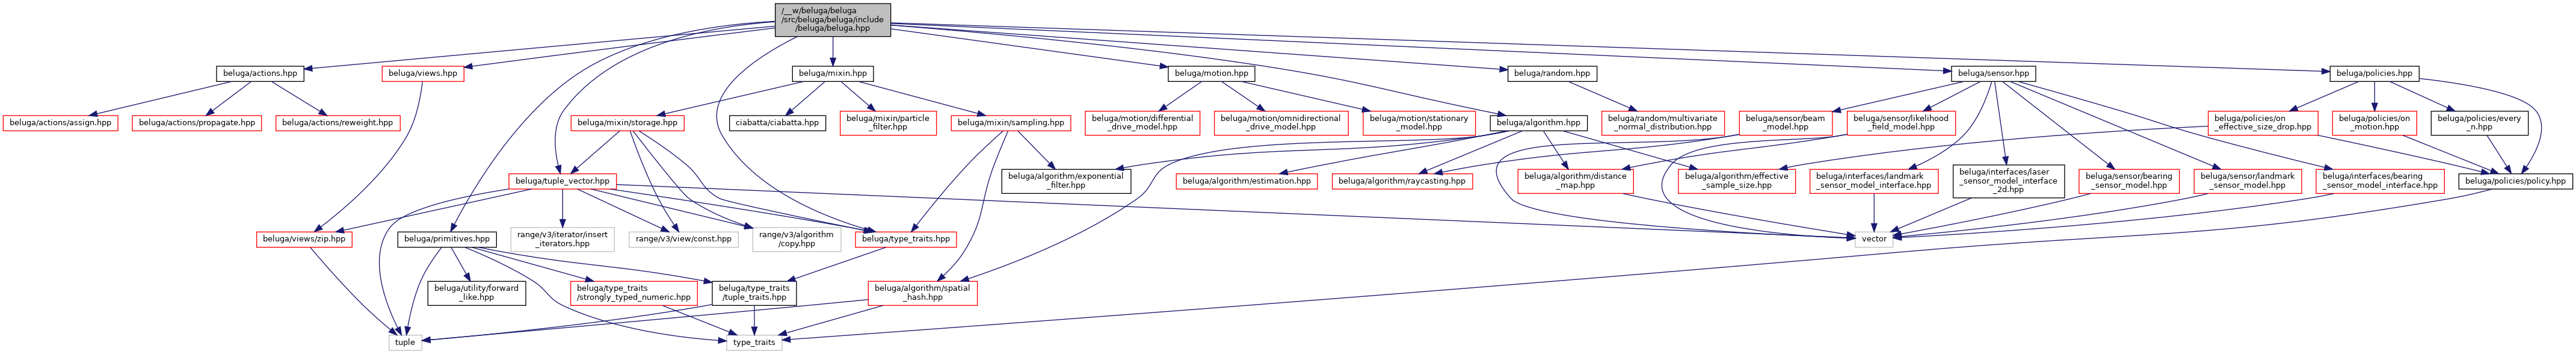 /__w/beluga/beluga
/src/beluga/beluga/include
/beluga/beluga.hpp
beluga/actions.hpp
beluga/views.hpp
beluga/mixin.hpp
beluga/motion.hpp
beluga/random.hpp
beluga/sensor.hpp
beluga/policies.hpp
beluga/actions/assign.hpp
beluga/actions/propagate.hpp
beluga/actions/reweight.hpp
beluga/mixin/storage.hpp
ciabatta/ciabatta.hpp
beluga/mixin/particle
_filter.hpp
beluga/mixin/sampling.hpp
beluga/motion/differential
_drive_model.hpp
beluga/motion/omnidirectional
_drive_model.hpp
beluga/motion/stationary
_model.hpp
beluga/algorithm.hpp
beluga/random/multivariate
_normal_distribution.hpp
beluga/sensor/beam
_model.hpp
beluga/sensor/likelihood
_field_model.hpp
beluga/policies/on
_effective_size_drop.hpp
beluga/policies/on
_motion.hpp
beluga/policies/every
_n.hpp
beluga/tuple_vector.hpp
beluga/algorithm/exponential
_filter.hpp
beluga/algorithm/estimation.hpp
beluga/algorithm/raycasting.hpp
beluga/algorithm/distance
_map.hpp
beluga/algorithm/effective
_sample_size.hpp
beluga/interfaces/landmark
_sensor_model_interface.hpp
beluga/interfaces/laser
_sensor_model_interface
_2d.hpp
beluga/sensor/bearing
_sensor_model.hpp
beluga/sensor/landmark
_sensor_model.hpp
beluga/interfaces/bearing
_sensor_model_interface.hpp
beluga/policies/policy.hpp
beluga/views/zip.hpp
beluga/primitives.hpp
range/v3/iterator/insert
_iterators.hpp
range/v3/view/const.hpp
range/v3/algorithm
/copy.hpp
beluga/type_traits.hpp
vector
beluga/utility/forward
_like.hpp
beluga/type_traits
/strongly_typed_numeric.hpp
beluga/type_traits
/tuple_traits.hpp
beluga/algorithm/spatial
_hash.hpp
tuple
type_traits